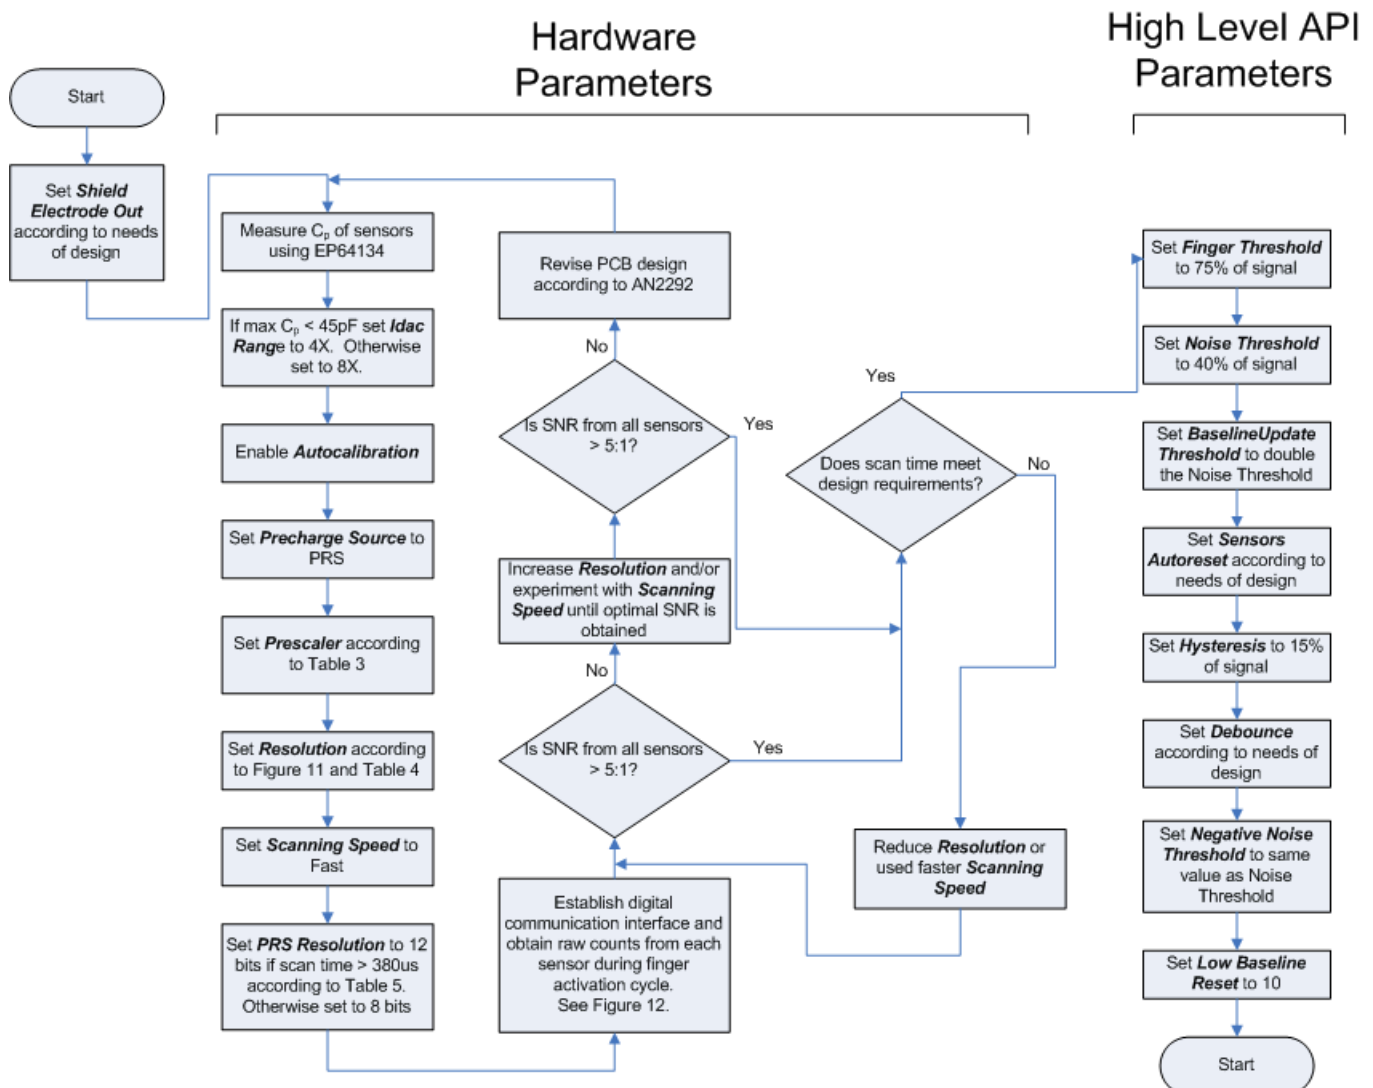 Hardware
Parameters
High Level API
Parameters
Start
Set Shield
Electrode Out
according to needs
of design
Measure Cp of sensors
using EP64134
If max Cp < 45pF set Idac
Range to 4X. Otherwise
set to 8X.
Enable Autocalibration
Set Precharge Source to
PRS
Set Prescaler according
to Table 3
Set Resolution according
to Figure 11 and Table 4
Set Scanning Speed to
Fast
Set PRS Resolution to 12
bits if scan time > 380us
according to Table 5.
Otherwise set to 8 bits
Revise PCB design
according to AN2292
No
Is SNR from all sensors
> 5:1?
Yes
Increase Resolution and/or
experiment with Scanning
Speed until optimal SNR is
obtained
No
Is SNR from all sensors
> 5:1?
Yes
Establish digital
communication interface and
obtain raw counts from each
sensor during finger
activation cycle.
See Figure 12.
Yes
Does scan time meet
design requirements?
No
Reduce Resolution or
used faster Scanning
Speed
Set Finger Threshold
to 75% of signal
Set Noise Threshold
to 40% of signal
Set BaselineUpdate
Threshold to double
the Noise Threshold
Set Sensors
Autoreset according to
needs of design
Set Hysteresis to 15%
of signal
Set Debounce
according to needs of
design
Set Negative Noise
Threshold to same
value as Noise
Threshold
Set Low Baseline
Reset to 10
Start